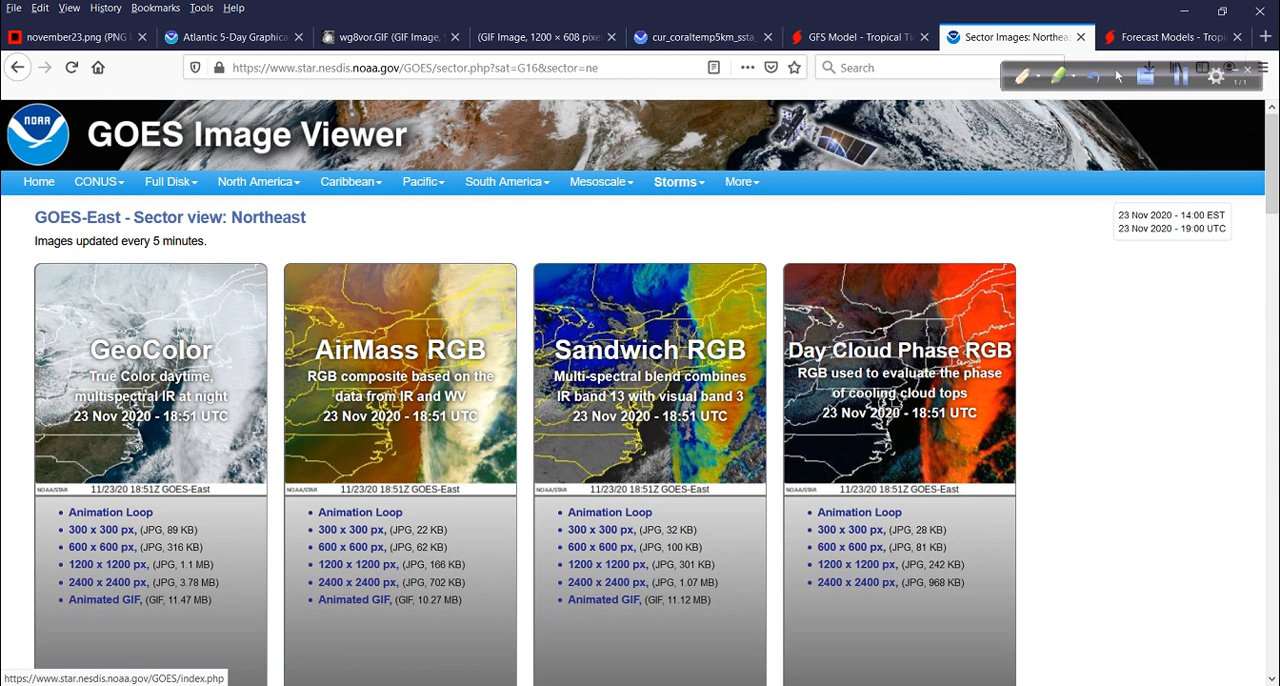 File Edit View History Bookmarks Tools Help
november23.png (PNG I
Atlantic 5-Day Graphica
wg8vor.GIF (GIF Image,
(GIF Image, 1200 × 608 pixe
cur_coraltemp5km_ssta_
GFS Model - Tropical Ti
Sector Images: Northeas
Forecast Models - Tropi
https://www.star.nesdis.noaa.gov/GOES/sector.php?sat=G16&sector=ne
Search
1/1
NOAA
GOES Image Viewer
Home CONUS Full Disk North America Caribbean Pacific South America Mesoscale Storms More
GOES-East - Sector view: Northeast
Images updated every 5 minutes.
23 Nov 2020 - 14:00 EST
23 Nov 2020 - 19:00 UTC
GeoColor
True Color daytime,
multispectral IR at night
23 Nov 2020 - 18:51 UTC
NOAA/STAR 11/23/20 18:51Z GOES-East
Animation Loop
300 x 300 px, (JPG, 89 KB)
600 x 600 px, (JPG, 316 KB)
1200 x 1200 px, (JPG, 1.1 MB)
2400 x 2400 px, (JPG, 3.78 MB)
Animated GIF, (GIF, 11.47 MB)
AirMass RGB
RGB composite based on the
data from IR and WV
23 Nov 2020 - 18:51 UTC
NOAA/STAR 11/23/20 18:51Z GOES-East
Animation Loop
300 x 300 px, (JPG, 22 KB)
600 x 600 px, (JPG, 62 KB)
1200 x 1200 px, (JPG, 166 KB)
2400 x 2400 px, (JPG, 702 KB)
Animated GIF, (GIF, 10.27 MB)
Sandwich RGB
Multi-spectral blend combines
IR band 13 with visual band 3
23 Nov 2020 - 18:51 UTC
NOAA/STAR 11/23/20 18:51Z GOES-East
Animation Loop
300 x 300 px, (JPG, 32 KB)
600 x 600 px, (JPG, 100 KB)
1200 x 1200 px, (JPG, 301 KB)
2400 x 2400 px, (JPG, 1.07 MB)
Animated GIF, (GIF, 11.12 MB)
Day Cloud Phase RGB
RGB used to evaluate the phase
of cooling cloud tops
23 Nov 2020 - 18:51 UTC
NOAA/STAR 11/23/20 18:51Z GOES-East
Animation Loop
300 x 300 px, (JPG, 28 KB)
600 x 600 px, (JPG, 81 KB)
1200 x 1200 px, (JPG, 242 KB)
2400 x 2400 px, (JPG, 968 KB)
https://www.star.nesdis.noaa.gov/GOES/index.php